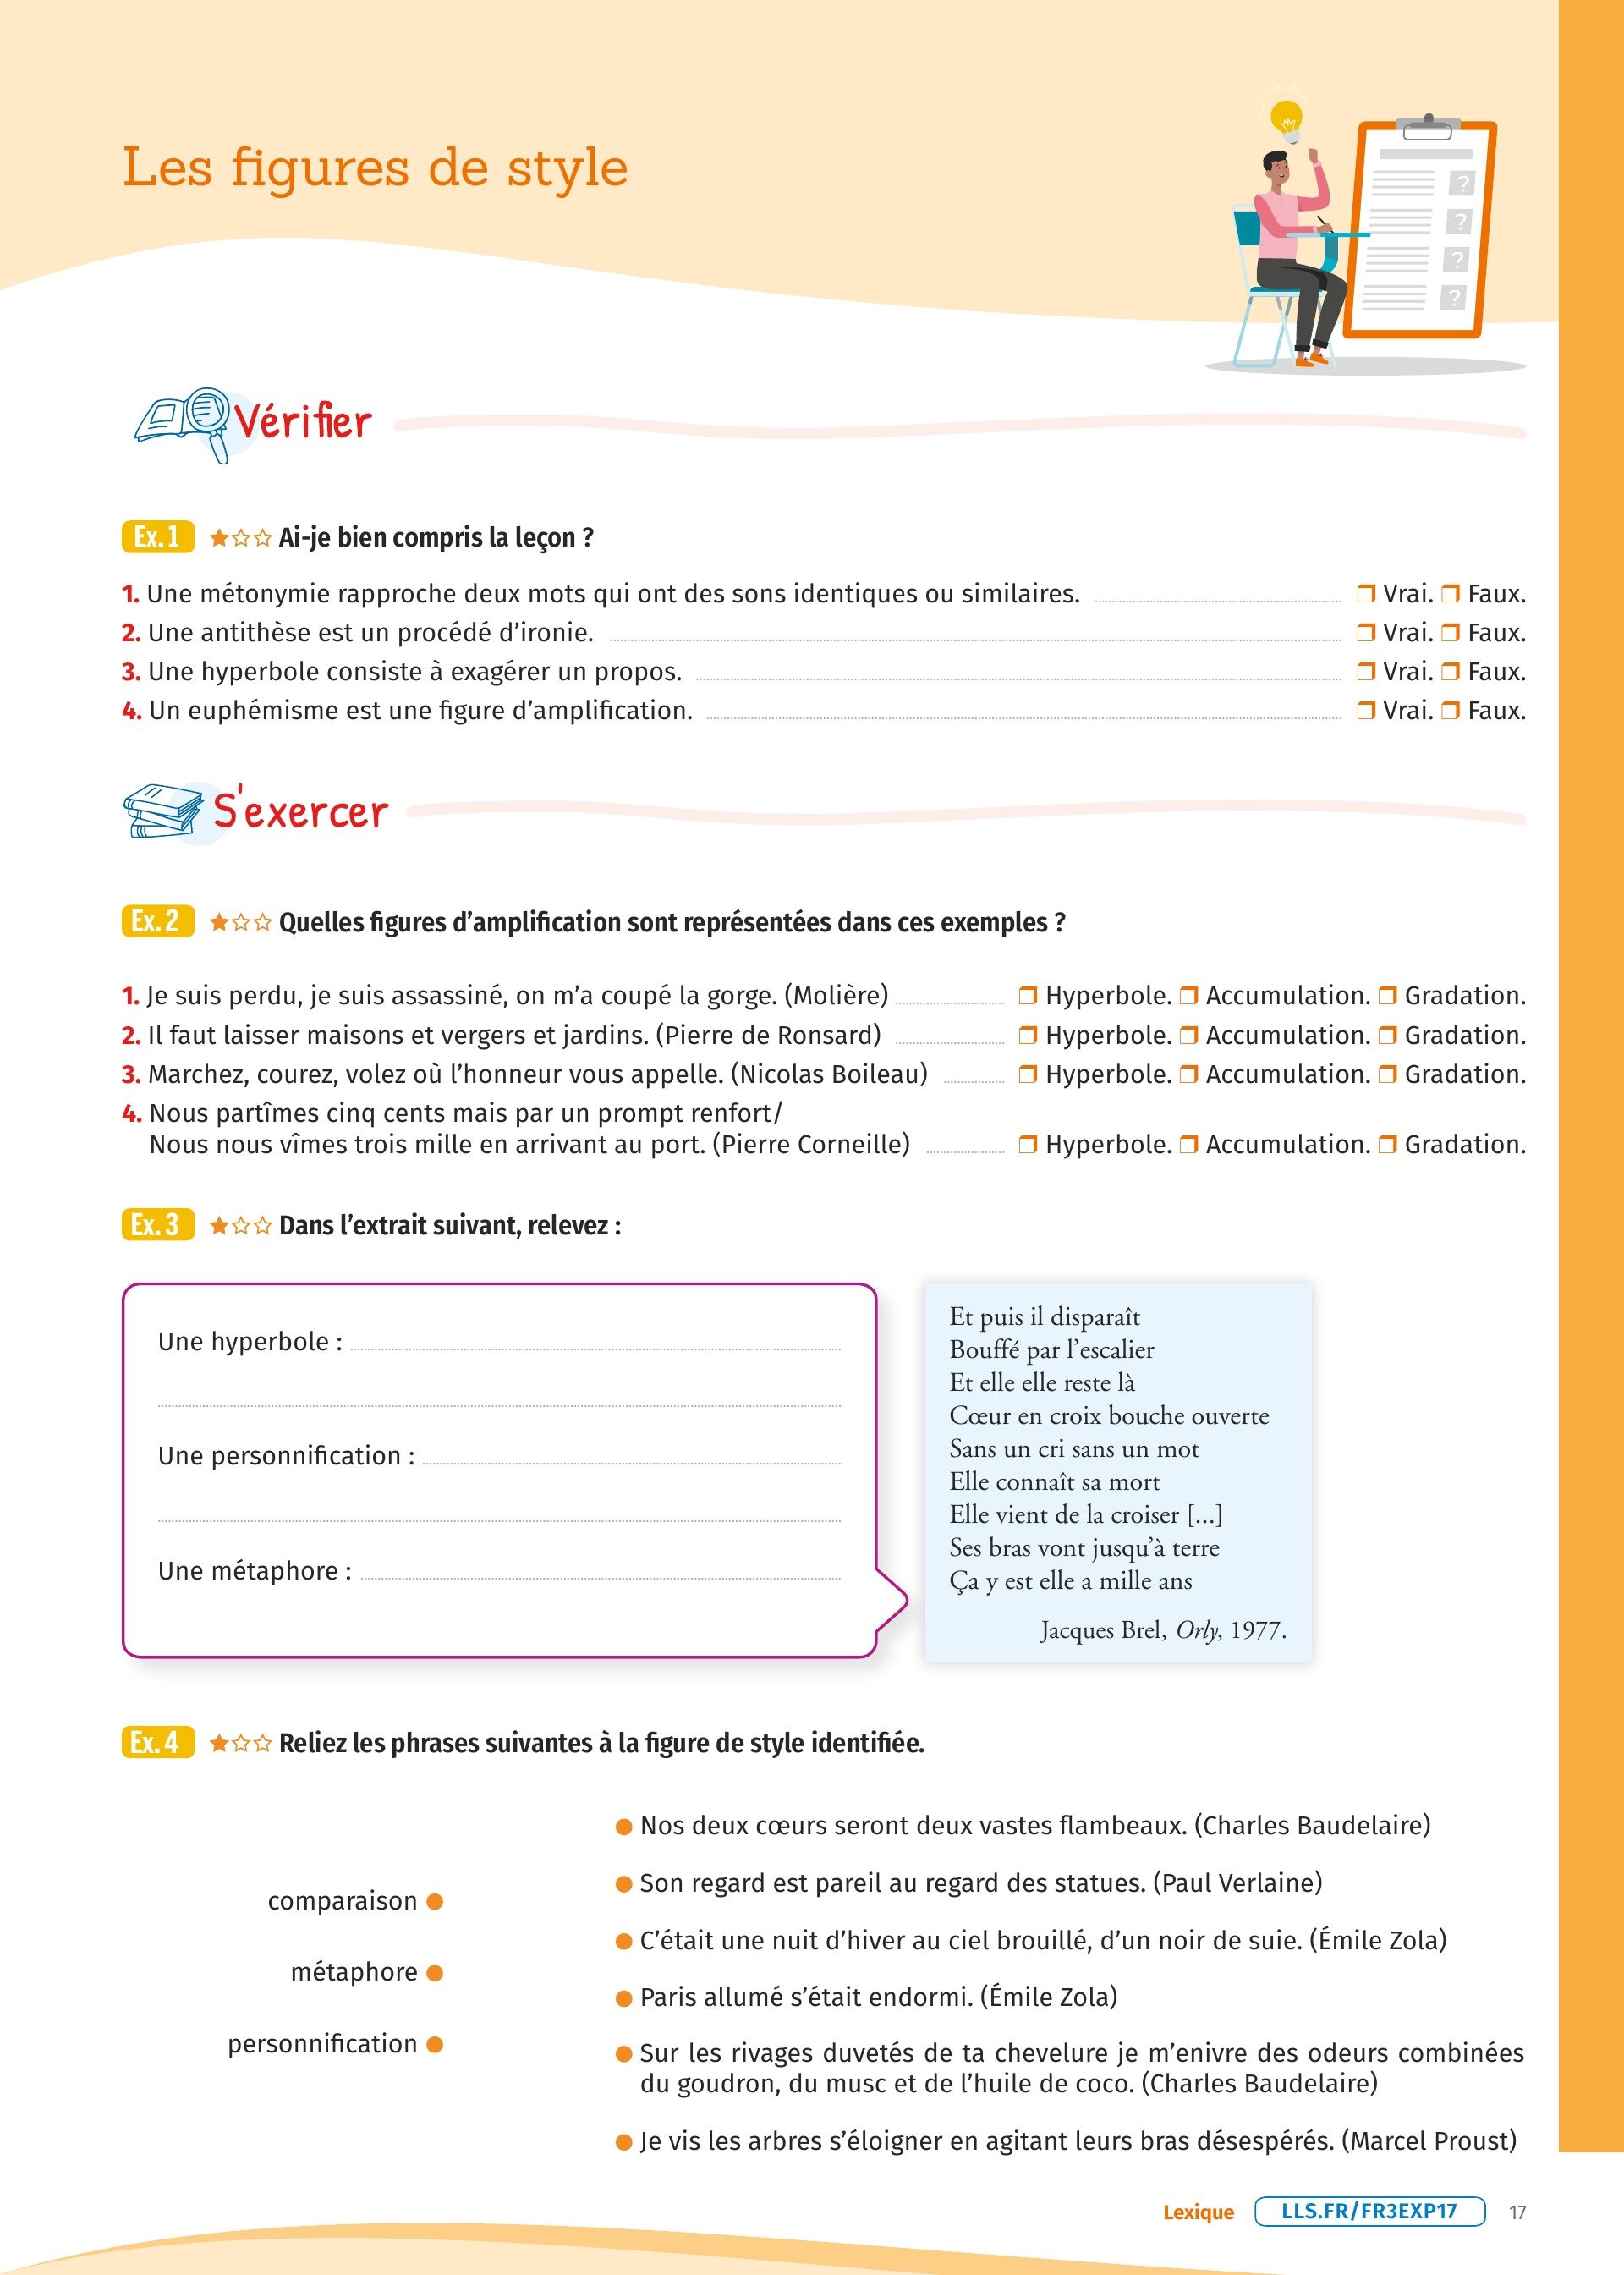 Les figures de style
?
?
?
?
Vérifier
Ex. 1 Ai-je bien compris la leçon ?
1. Une métonymie rapproche deux mots qui ont des sons identiques ou similaires. ❒ Vrai. ❒ Faux.
2. Une antithèse est un procédé d’ironie. ❒ Vrai. ❒ Faux.
3. Une hyperbole consiste à exagérer un propos. ❒ Vrai. ❒ Faux.
4. Un euphémisme est une figure d’amplification. ❒ Vrai. ❒ Faux.
S'exercer
Ex. 2 Quelles figures d’amplification sont représentées dans ces exemples ?
1. Je suis perdu, je suis assassiné, on m’a coupé la gorge. (Molière) ❒ Hyperbole. ❒ Accumulation. ❒ Gradation.
2. Il faut laisser maisons et vergers et jardins. (Pierre de Ronsard) ❒ Hyperbole. ❒ Accumulation. ❒ Gradation.
3. Marchez, courez, volez où l’honneur vous appelle. (Nicolas Boileau) ❒ Hyperbole. ❒ Accumulation. ❒ Gradation.
4. Nous partîmes cinq cents mais par un prompt renfort/
Nous nous vîmes trois mille en arrivant au port. (Pierre Corneille) ❒ Hyperbole. ❒ Accumulation. ❒ Gradation.
Ex. 3 Dans l’extrait suivant, relevez :
Une hyperbole :
Une personnification :
Une métaphore :
Et puis il disparaît
Bouffé par l’escalier
Et elle elle reste là
Cœur en croix bouche ouverte
Sans un cri sans un mot
Elle connaît sa mort
Elle vient de la croiser [...]
Ses bras vont jusqu’à terre
Ça y est elle a mille ans
Jacques Brel, Orly, 1977.
Ex. 4 Reliez les phrases suivantes à la figure de style identifiée.
comparaison
métaphore
personnification
Nos deux cœurs seront deux vastes flambeaux. (Charles Baudelaire)
Son regard est pareil au regard des statues. (Paul Verlaine)
C’était une nuit d’hiver au ciel brouillé, d’un noir de suie. (Émile Zola)
Paris allumé s’était endormi. (Émile Zola)
Sur les rivages duvetés de ta chevelure je m’enivre des odeurs combinées
du goudron, du musc et de l’huile de coco. (Charles Baudelaire)
Je vis les arbres s’éloigner en agitant leurs bras désespérés. (Marcel Proust)
Lexique LLS.FR/FR3EXP17 17